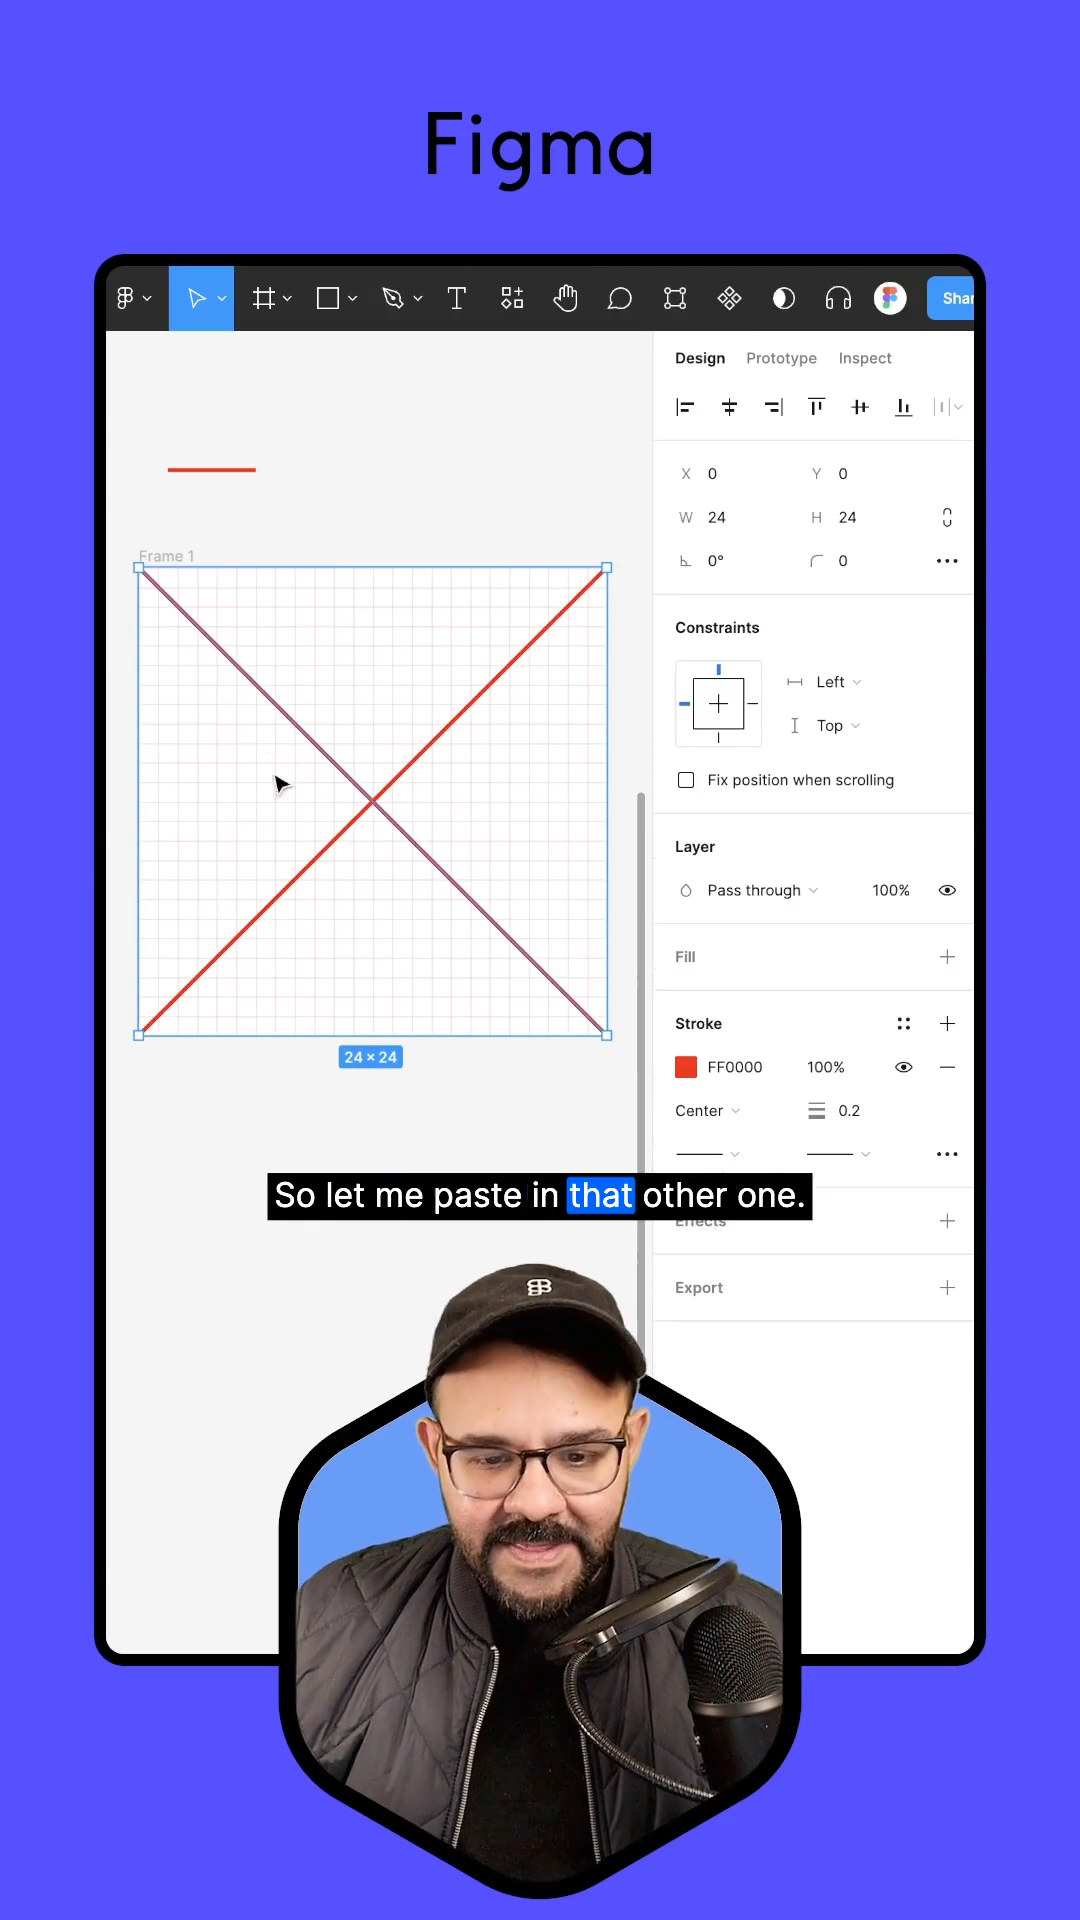 Figma
Shar
Design Prototype Inspect
X 0 Y 0
W 24 H 24
0° 0
Frame 1
Constraints
Left
Top
Fix position when scrolling
Layer
Pass through 100%
Fill
Stroke
FF0000 100%
24 × 24
Center 0.2
So let me paste in that other one.
Effects
Export